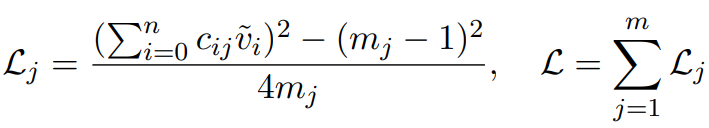 $\mathcal{L}_j = \frac{(\sum_{i=0}^{n} c_{ij}\tilde{v}_i)^2 - (m_j - 1)^2}{4m_j}, \quad \mathcal{L} = \sum_{j=1}^{m} \mathcal{L}_j$